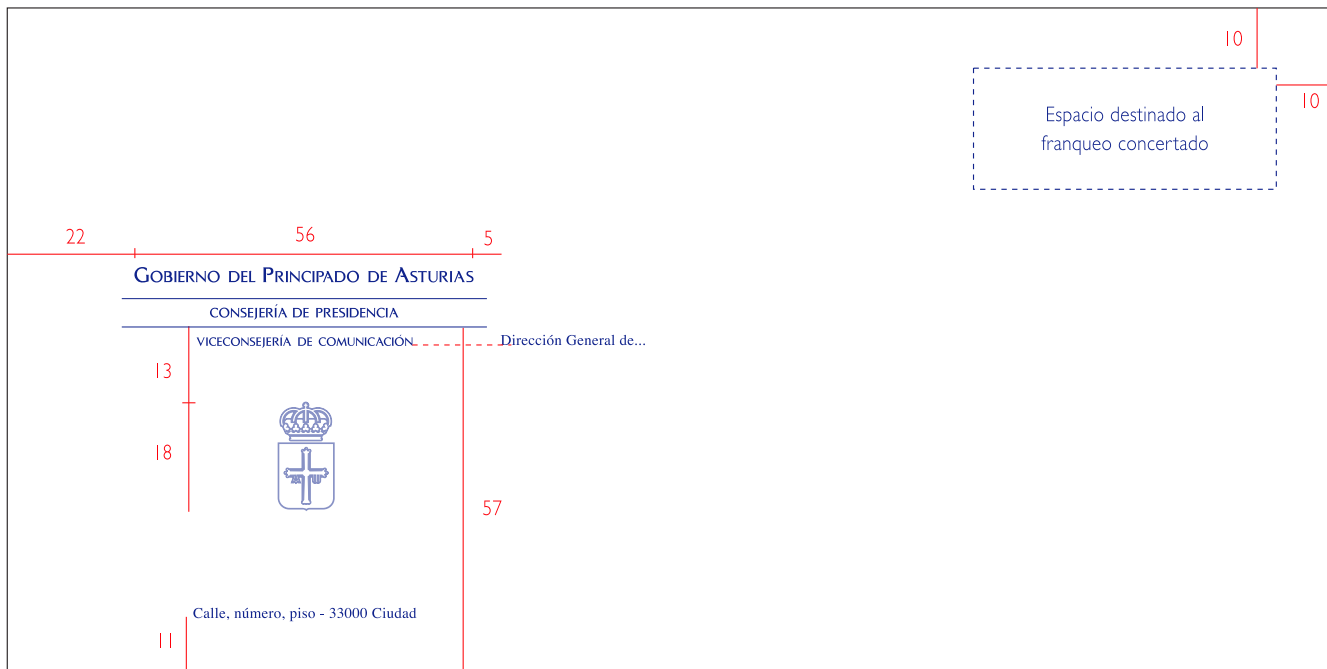 10
10
Espacio destinado al
franqueo concertado
22
56
5
GOBIERNO DEL PRINCIPADO DE ASTURIAS
CONSEJERÍA DE PRESIDENCIA
VICECONSEJERÍA DE COMUNICACIÓN
Dirección General de...
13
18
57
Calle, número, piso - 33000 Ciudad
11